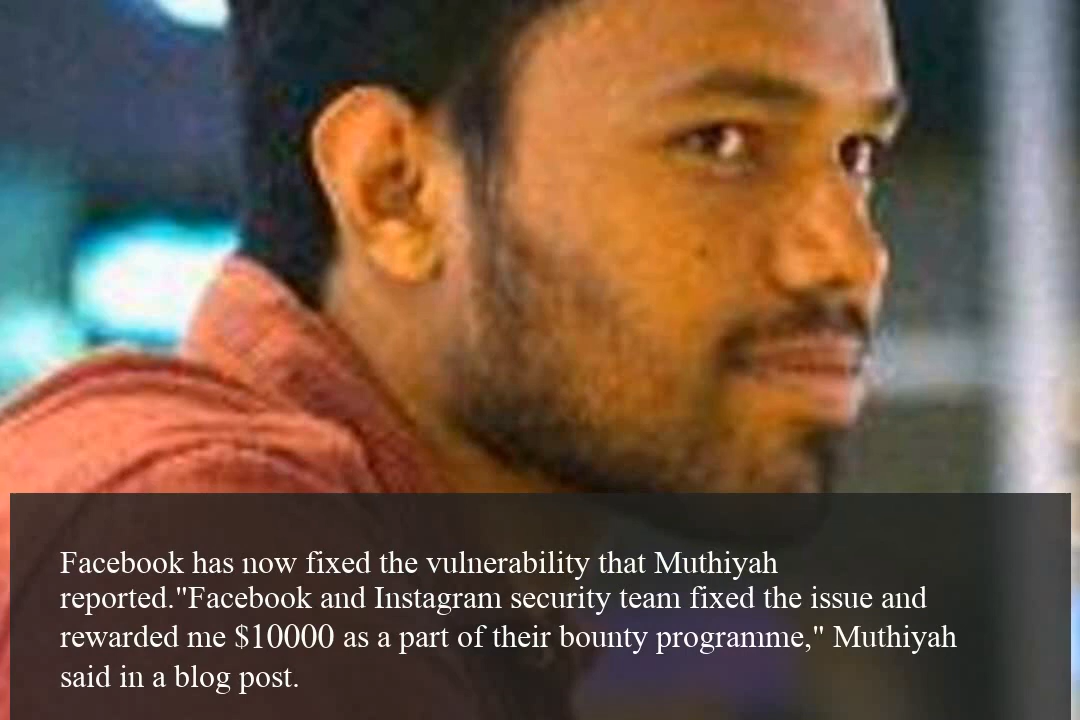 Facebook has now fixed the vulnerability that Muthiyah
reported."Facebook and Instagram security team fixed the issue and
rewarded me $10000 as a part of their bounty programme," Muthiyah
said in a blog post.